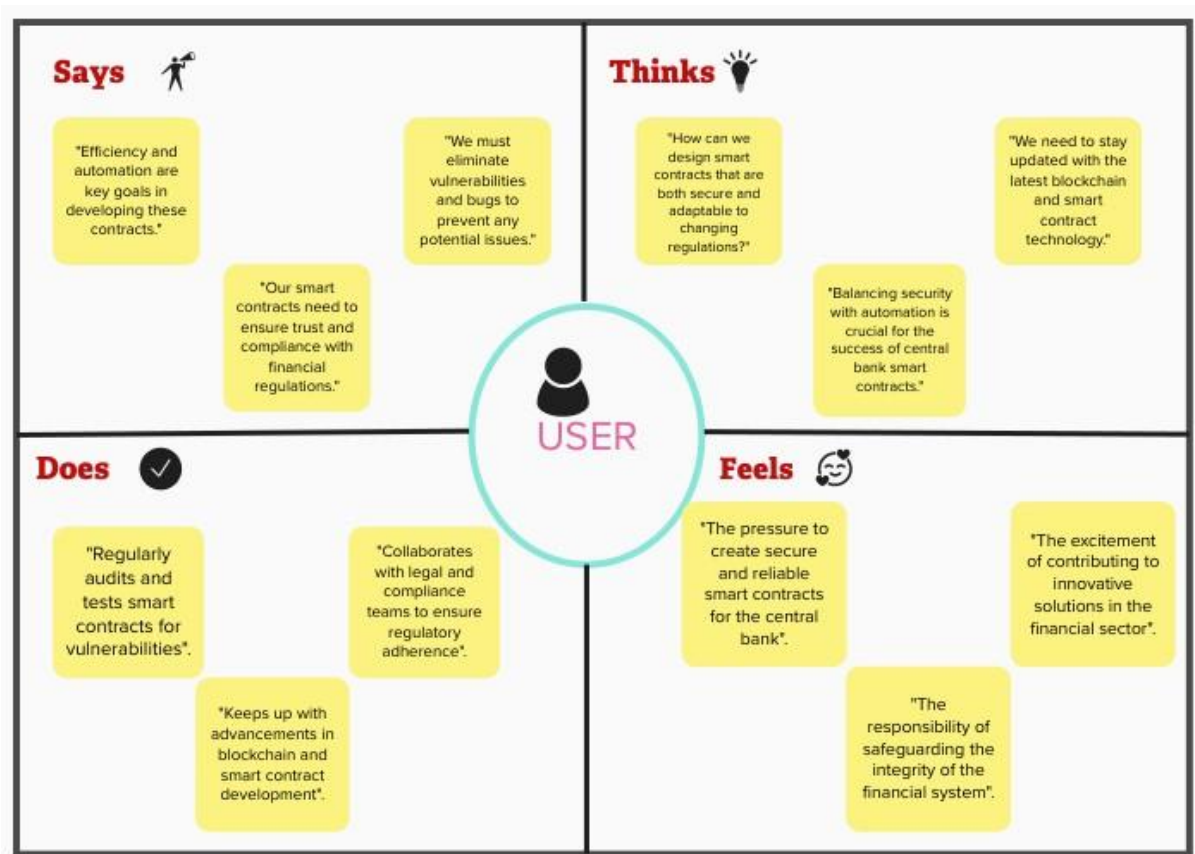 Says
"Efficiency and
automation are
key goals in
developing these
contracts."
"We must
eliminate
vulnerabilities
and bugs to
prevent any
potential issues."
"Our smart
contracts need to
ensure trust and
compliance with
financial
regulations."
Thinks
"How can we
design smart
contracts that are
both secure and
adaptable to
changing
regulations?"
"We need to stay
updated with the
latest blockchain
and smart
contract
technology."
"Balancing security
with automation is
crucial for the
success of central
bank smart
contracts."
USER
Does
"Regularly
audits and
tests smart
contracts for
vulnerabilities".
"Collaborates
with legal and
compliance
teams to ensure
regulatory
adherence".
"Keeps up with
advancements in
blockchain and
smart contract
development".
Feels
"The pressure to
create secure
and reliable
smart contracts
for the central
bank".
"The excitement
of contributing to
innovative
solutions in the
financial sector".
"The
responsibility of
safeguarding the
integrity of the
financial system".